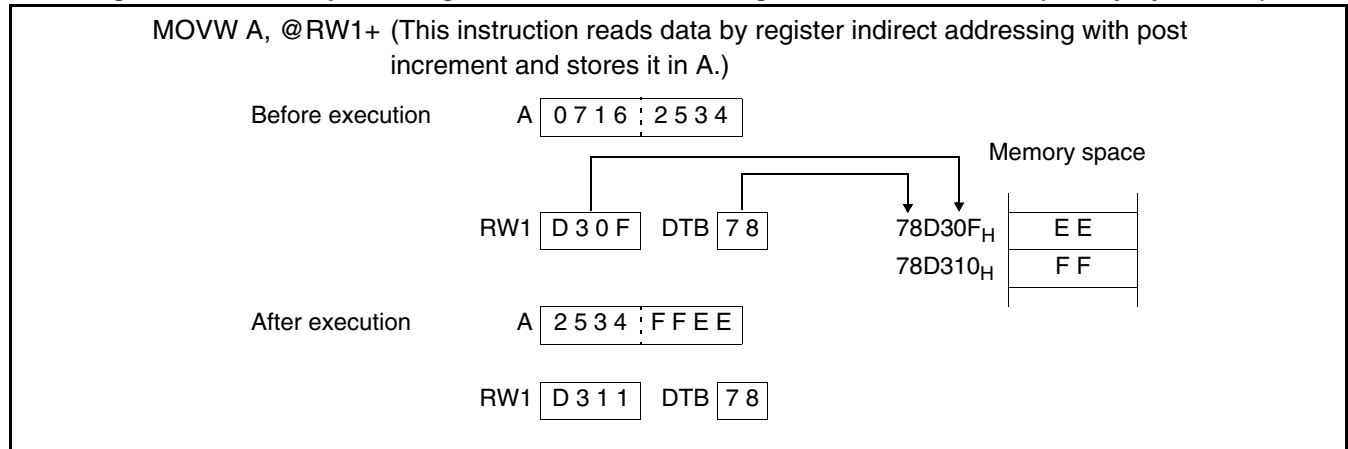 MOVW A, @RW1+ (This instruction reads data by register indirect addressing with post
increment and stores it in A.)
Before execution A 0716 2534
Memory space
RW1 D30F DTB 78 78D30FH EE
78D310H FF
After execution A 2534 FFEE
RW1 D311 DTB 78